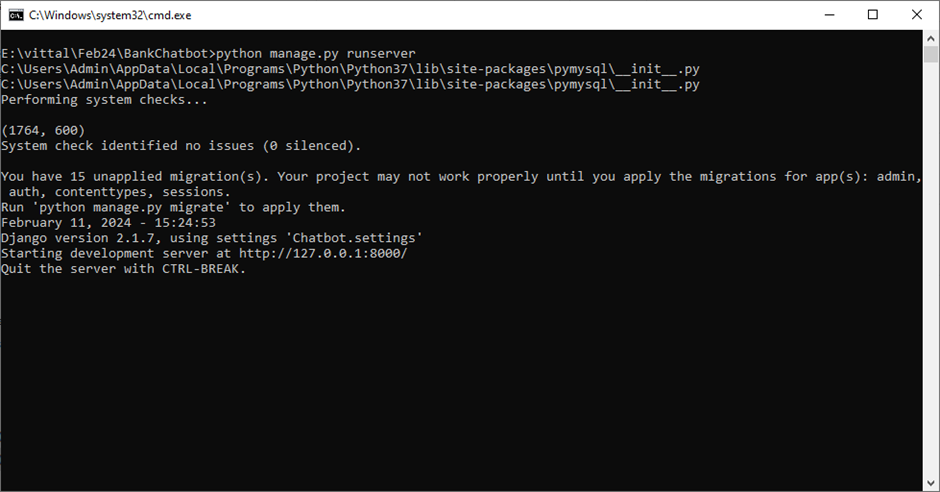 C:\Windows\system32\cmd.exe
E:\vittal\Feb24\BankChatbot>python manage.py runserver
C:\Users\Admin\AppData\Local\Programs\Python\Python37\lib\site-packages\pymysql\__init__.py
C:\Users\Admin\AppData\Local\Programs\Python\Python37\lib\site-packages\pymysql\__init__.py
Performing system checks...
(1764, 600)
System check identified no issues (0 silenced).
You have 15 unapplied migration(s). Your project may not work properly until you apply the migrations for app(s): admin,
 auth, contenttypes, sessions.
Run 'python manage.py migrate' to apply them.
February 11, 2024 - 15:24:53
Django version 2.1.7, using settings 'Chatbot.settings'
Starting development server at http://127.0.0.1:8000/
Quit the server with CTRL-BREAK.